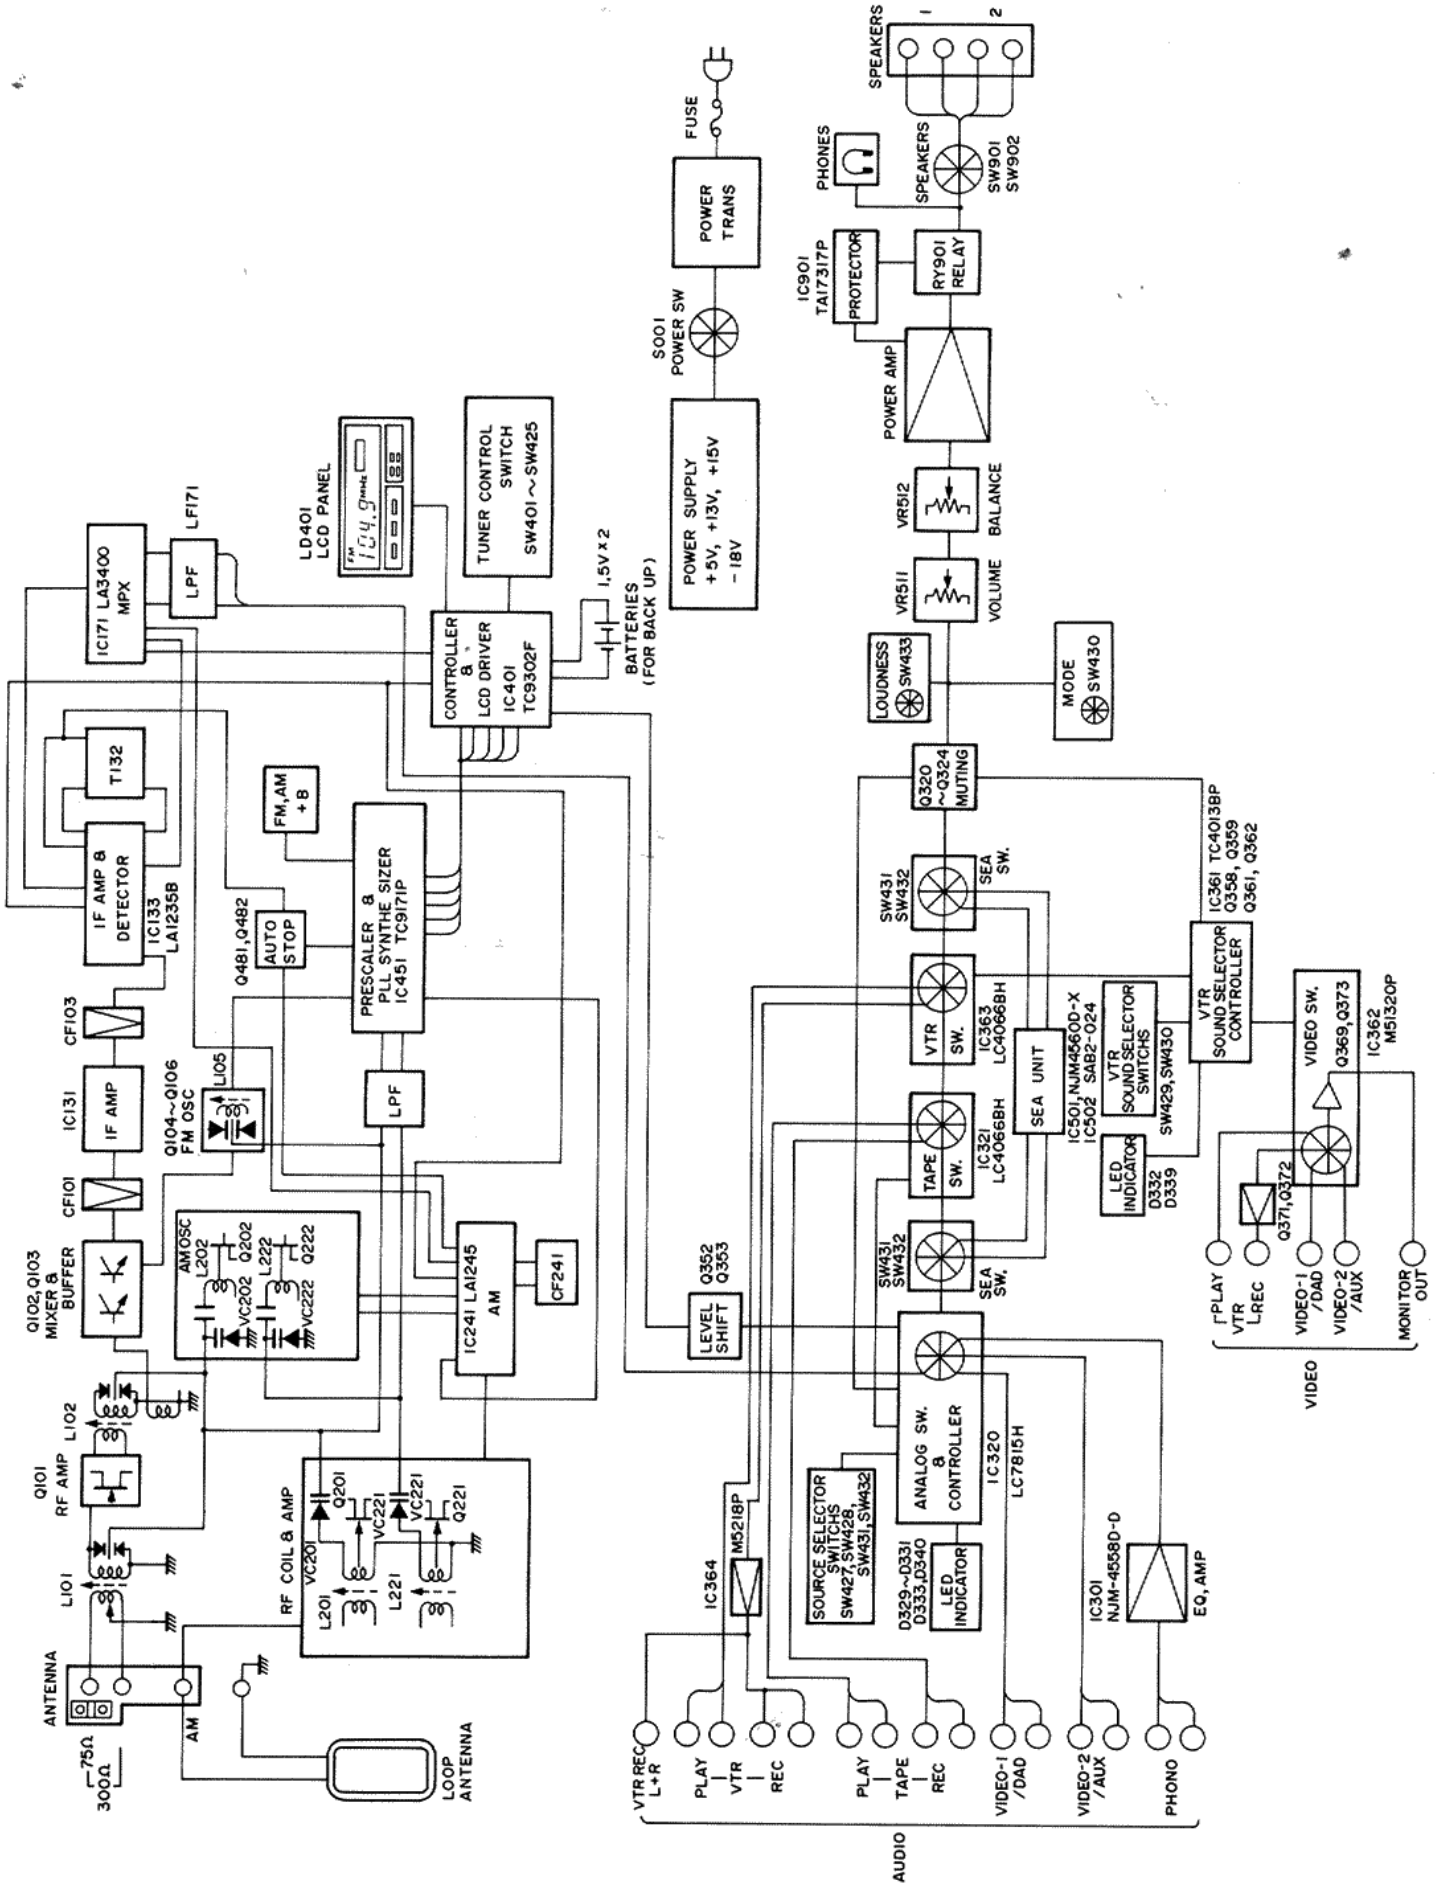 ANTENNA
75Ω
300Ω
AM
LOOP
ANTENNA
L101
Q101
RF AMP
L102
Q102,Q103
MIXER &
BUFFER
CF101
IC131
IF AMP
CF103
IF AMP &
DETECTOR
IC133
LA1235B
T132
IC171 LA3400
MPX
LPF
LF171
Q104~Q106
FM OSC
L105
Q481,Q482
AUTO
STOP
FM,AM
+B
AM OSC
L202
Q202
VC202
L222
Q222
VC222
RF COIL & AMP
VC201
L201
Q201
VC221
VC221
L221
Q221
IC241 LA1245
AM
CF241
LPF
PRESCALER &
PLL SYNTHE SIZER
IC451 TC9171P
CONTROLLER
&
LCD DRIVER
IC401
TC9302F
LD401
LCD PANEL
FM
104.9MHz
TUNER CONTROL
SWITCH
SW401~SW425
1.5V×2
BATTERIES
(FOR BACK UP)
POWER SUPPLY
+5V, +13V, +15V
-18V
S001
POWER SW
POWER
TRANS
FUSE
AUDIO
VTR REC
L+R
PLAY
VTR
REC
PLAY
TAPE
REC
VIDEO-1
/DAD
VIDEO-2
/AUX
PHONO
IC364
M5218P
SOURCE SELECTOR
SWITCHS
SW427,SW428,
SW431,SW432
D329~D331
D333,D340
LED
INDICATOR
IC301
NJM-4558D-D
EQ, AMP
LEVEL
SHIFT
Q352
Q353
ANALOG SW.
&
CONTROLLER
IC320
LC7815H
SW431
SW432
SEA
SW.
TAPE
SW.
IC321
LC4066BH
SEA UNIT
IC501,NJM4560D-X
IC502 SAB2-024
VTR
SW.
IC363
LC4066BH
SW431
SW432
SEA
SW.
Q320
~Q324
MUTING
LOUDNESS
SW433
MODE
SW430
VR511
VOLUME
VR512
BALANCE
POWER AMP
IC901
TA17317P
PROTECTOR
RY901
RELAY
PHONES
SPEAKERS
SW901
SW902
SPEAKERS
1
2
LED
INDICATOR
D332
D339
VTR
SOUND SELECTOR
SWITCHS
SW429,SW430
VTR
SOUND SELECTOR
CONTROLLER
IC361 TC4013BP
Q358, Q359
Q361, Q362
VIDEO SW.
Q369,Q373
IC362
M51320P
Q371,Q372
VIDEO
PLAY
VTR
REC
VIDEO-1
/DAD
VIDEO-2
/AUX
MONITOR
OUT